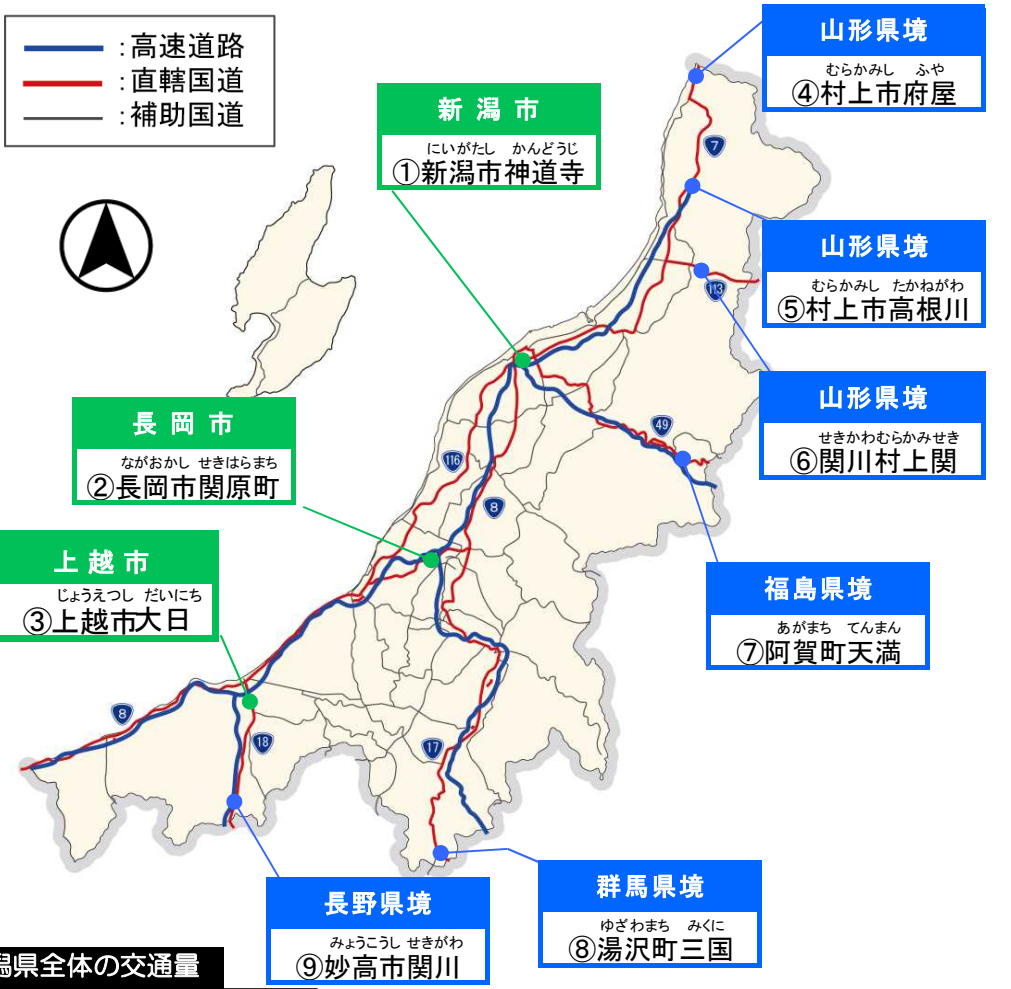 ：高速道路
：直轄国道
：補助国道
山形県境
むらかみし　ふや
④村上市府屋
新潟市
にいがたし　かんどうじ
①新潟市神道寺
7
山形県境
むらかみし　たかねがわ
⑤村上市高根川
113
山形県境
せきかわむらかみせき
⑥関川村上関
長岡市
ながおかし　せきはらまち
②長岡市関原町
49
116
8
上越市
じょうえつし　だいにち
③上越市大日
福島県境
あがまち　てんまん
⑦阿賀町天満
8
18
17
長野県境
みょうこうし　せきがわ
⑨妙高市関川
群馬県境
ゆざわまち　みくに
⑧湯沢町三国
潟県全体の交通量